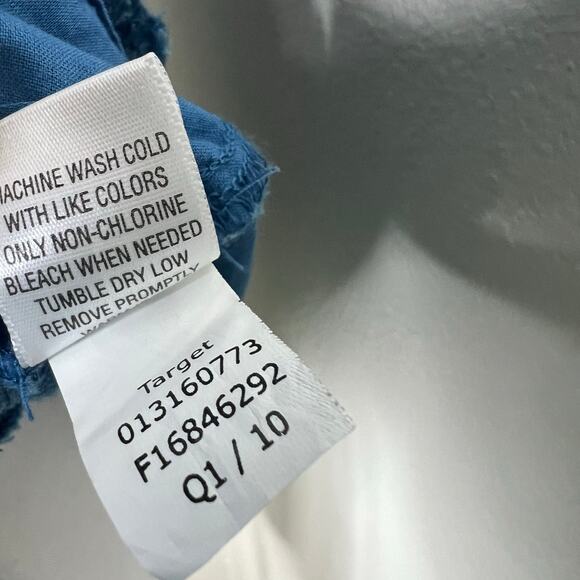 MACHINE WASH COLD
WITH LIKE COLORS
ONLY NON-CHLORINE
BLEACH WHEN NEEDED
TUMBLE DRY LOW
REMOVE PROMPTLY
Target
013160773
F16846292
Q1 / 10